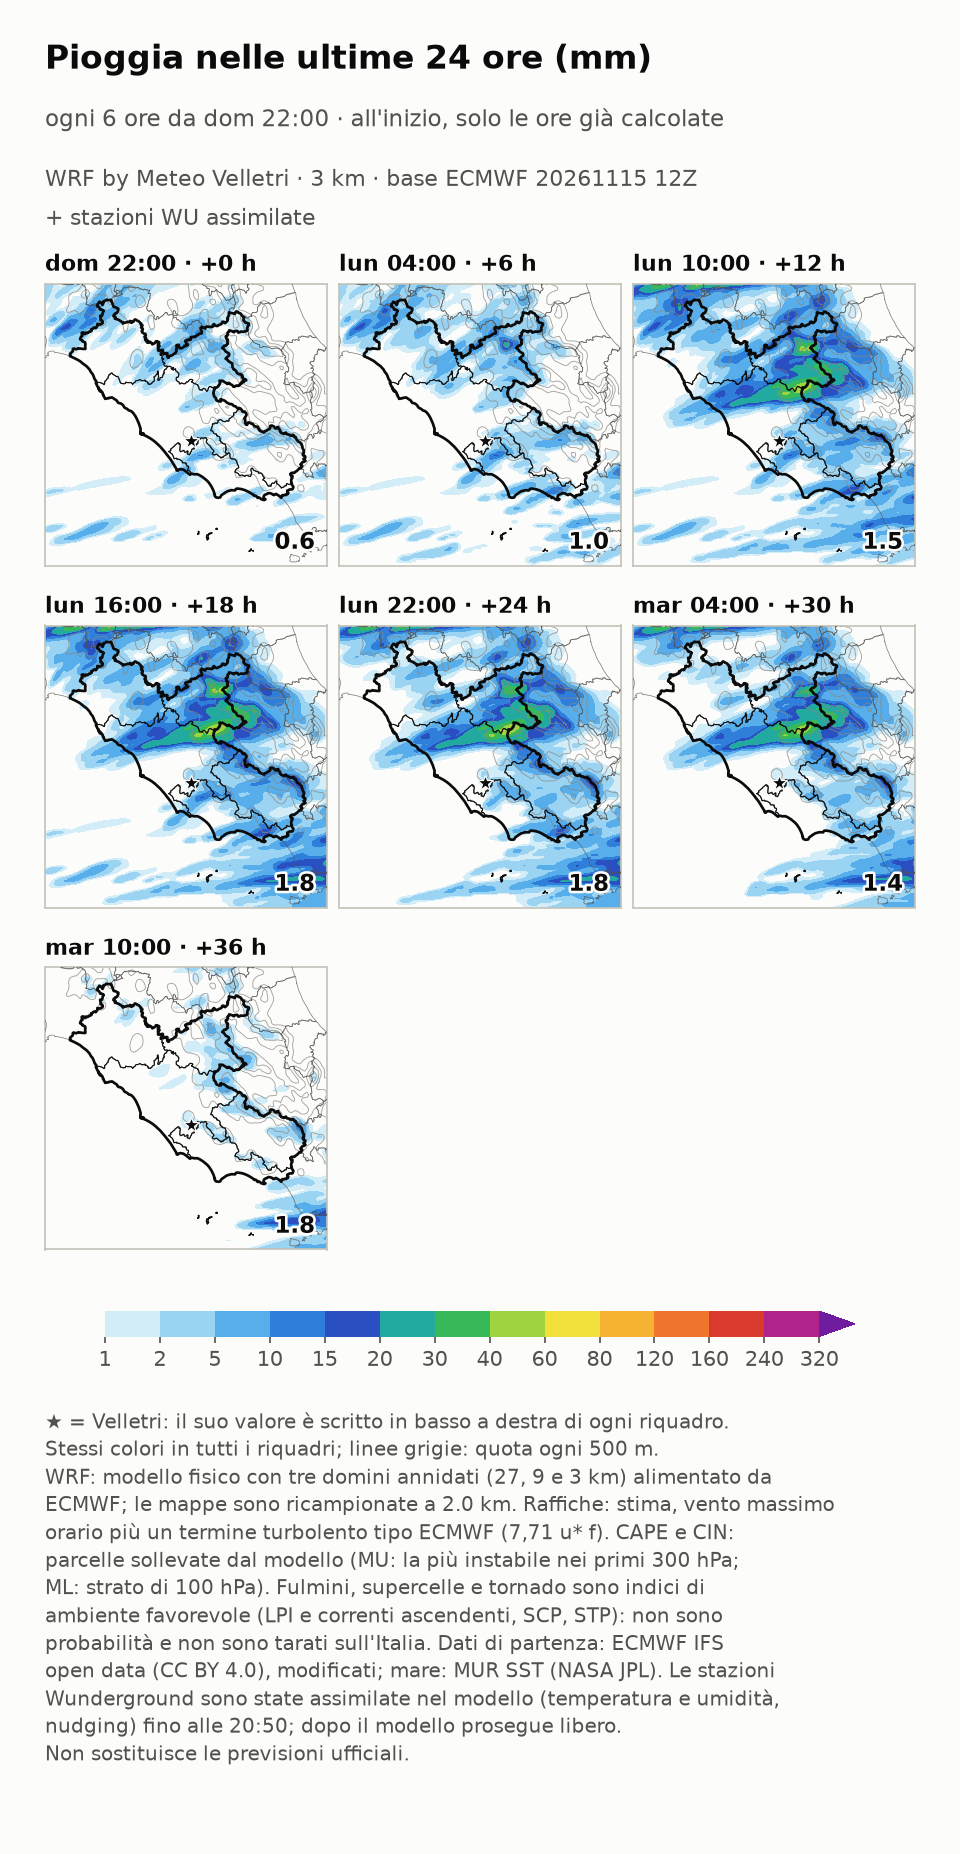 Pioggia nelle ultime 24 ore (mm)
ogni 6 ore da dom 22:00 · all'inizio, solo le ore già calcolate
WRF by Meteo Velletri · 3 km · base ECMWF 20261115 12Z
+ stazioni WU assimilate
dom 22:00 · +0 h
lun 04:00 · +6 h
lun 10:00 · +12 h
0.6
1.0
1.5
lun 16:00 · +18 h
lun 22:00 · +24 h
mar 04:00 · +30 h
1.8
1.8
1.4
mar 10:00 · +36 h
1.8
1 2 5 10 15 20 30 40 60 80 120 160 240 320
★ = Velletri: il suo valore è scritto in basso a destra di ogni riquadro.
Stessi colori in tutti i riquadri; linee grigie: quota ogni 500 m.
WRF: modello fisico con tre domini annidati (27, 9 e 3 km) alimentato da
ECMWF; le mappe sono ricampionate a 2.0 km. Raffiche: stima, vento massimo
orario più un termine turbolento tipo ECMWF (7,71 u* f). CAPE e CIN:
parcelle sollevate dal modello (MU: la più instabile nei primi 300 hPa;
ML: strato di 100 hPa). Fulmini, supercelle e tornado sono indici di
ambiente favorevole (LPI e correnti ascendenti, SCP, STP): non sono
probabilità e non sono tarati sull'Italia. Dati di partenza: ECMWF IFS
open data (CC BY 4.0), modificati; mare: MUR SST (NASA JPL). Le stazioni
Wunderground sono state assimilate nel modello (temperatura e umidità,
nudging) fino alle 20:50; dopo il modello prosegue libero.
Non sostituisce le previsioni ufficiali.